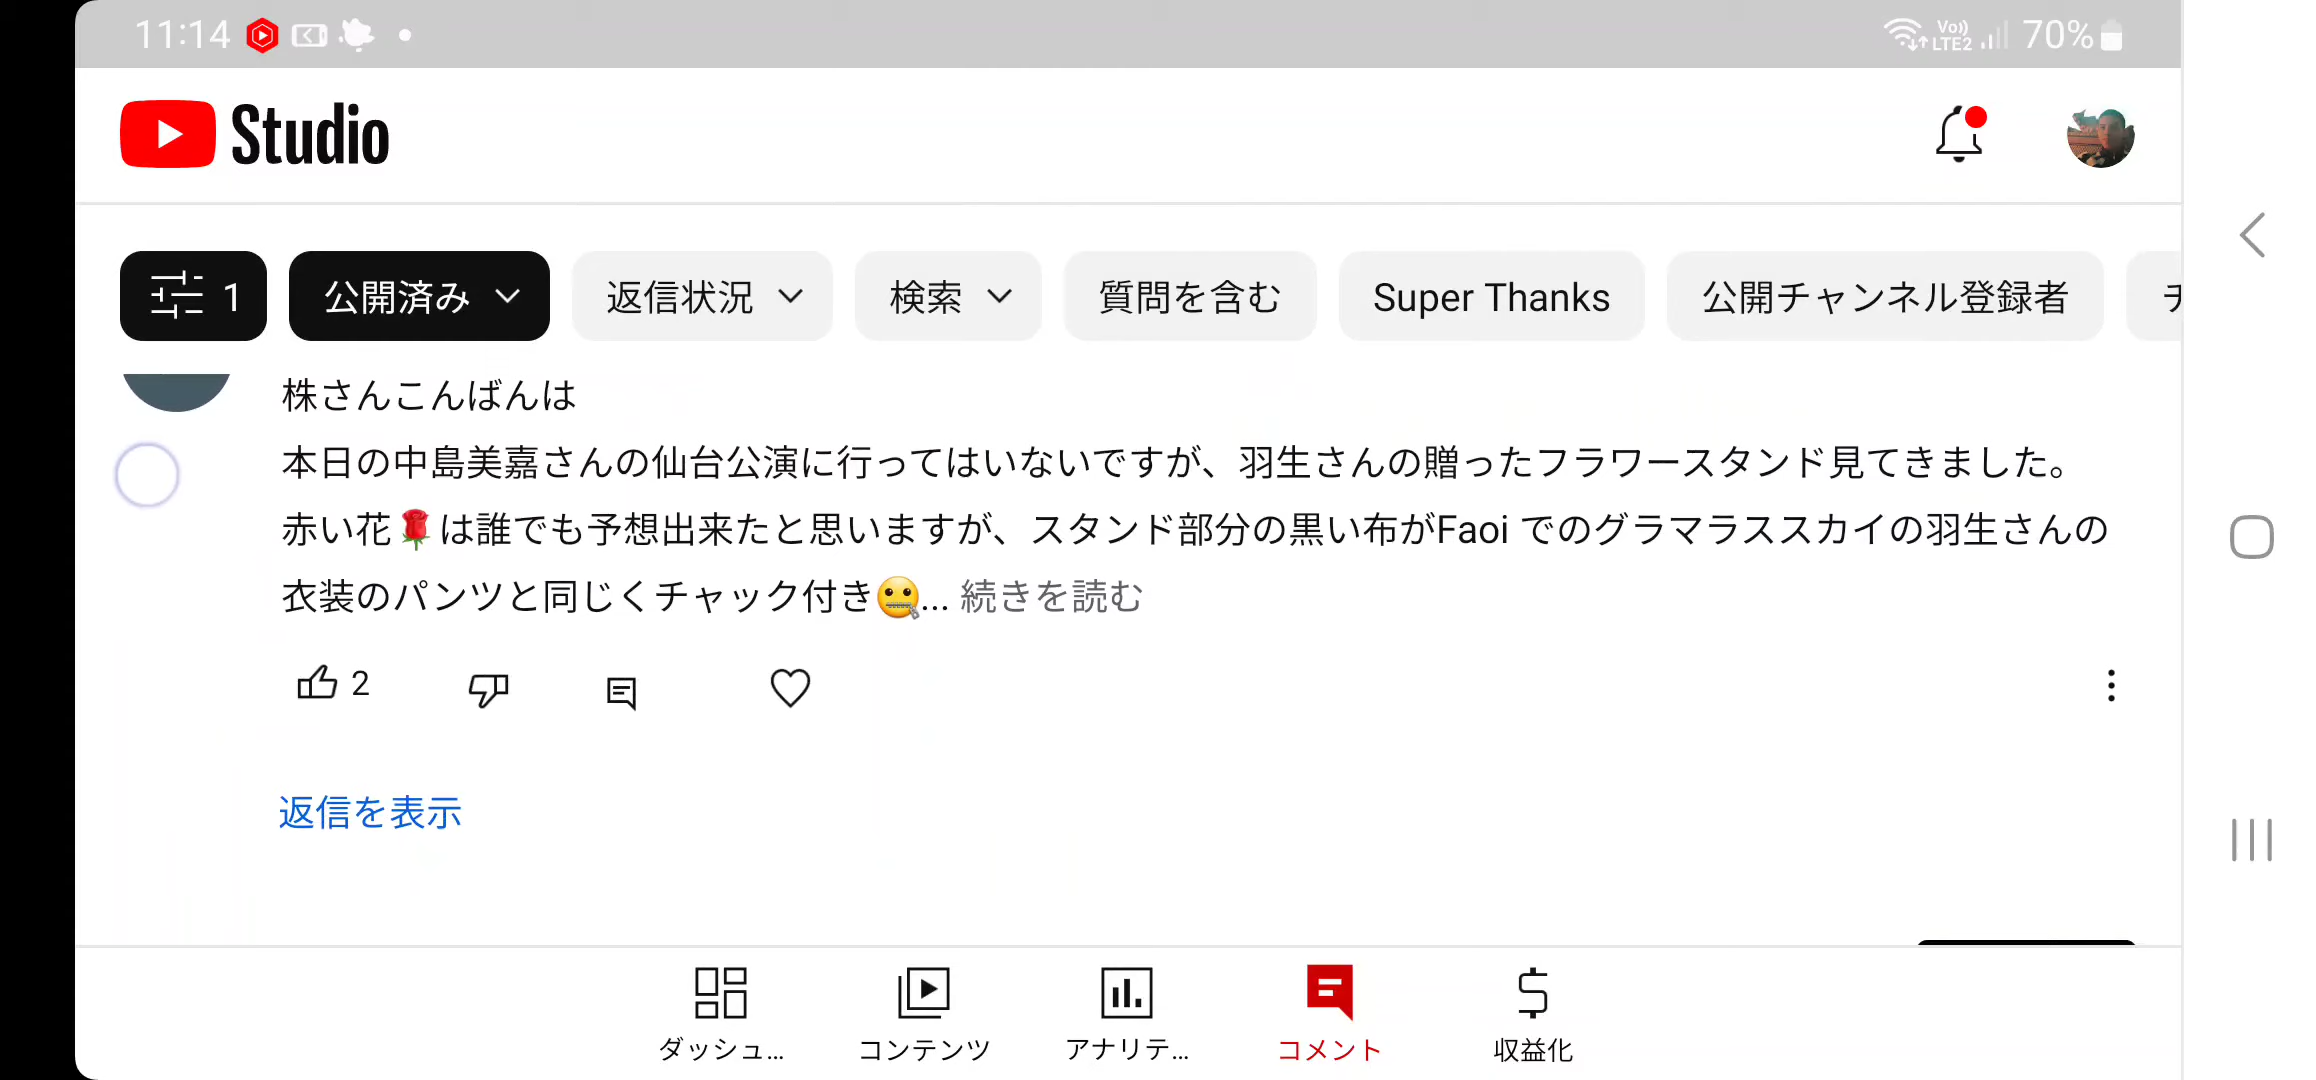 11:14 Vo)) LTE2 70%
Studio
1 公開済み 返信状況 検索 質問を含む Super Thanks 公開チャンネル登録者
株さんこんばんは
本日の中島美嘉さんの仙台公演に行ってはいないですが、羽生さんの贈ったフラワースタンド見てきました。
赤い花🌹は誰でも予想出来たと思いますが、スタンド部分の黒い布がFaoi でのグラマラススカイの羽生さんの
衣装のパンツと同じくチャック付き🤐... 続きを読む
2
返信を表示
ダッシュ... コンテンツ アナリテ... コメント 収益化